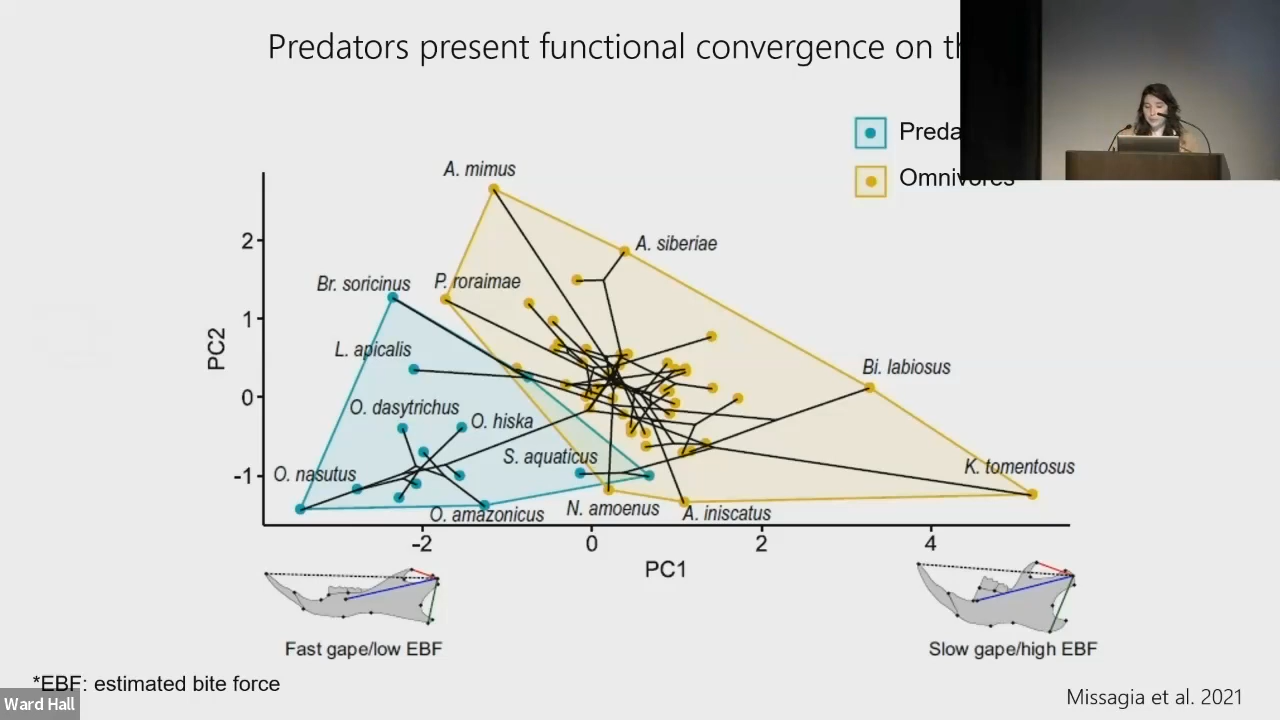 Predators present functional convergence on
Omnivores
A. mimus
A. siberiae
Br. soricinus
P. roraimae
L. apicalis
Bi. labiosus
O. dasytrichus
O. hiska
S. aquaticus
O. nasutus
K. tomentosus
O. amazonicus
N. amoenus
A. iniscatus
PC2
2
1
0
-1
-2
0
2
4
PC1
Fast gape/low EBF
Slow gape/high EBF
*EBF: estimated bite force
Ward Hall
Missagia et al. 2021